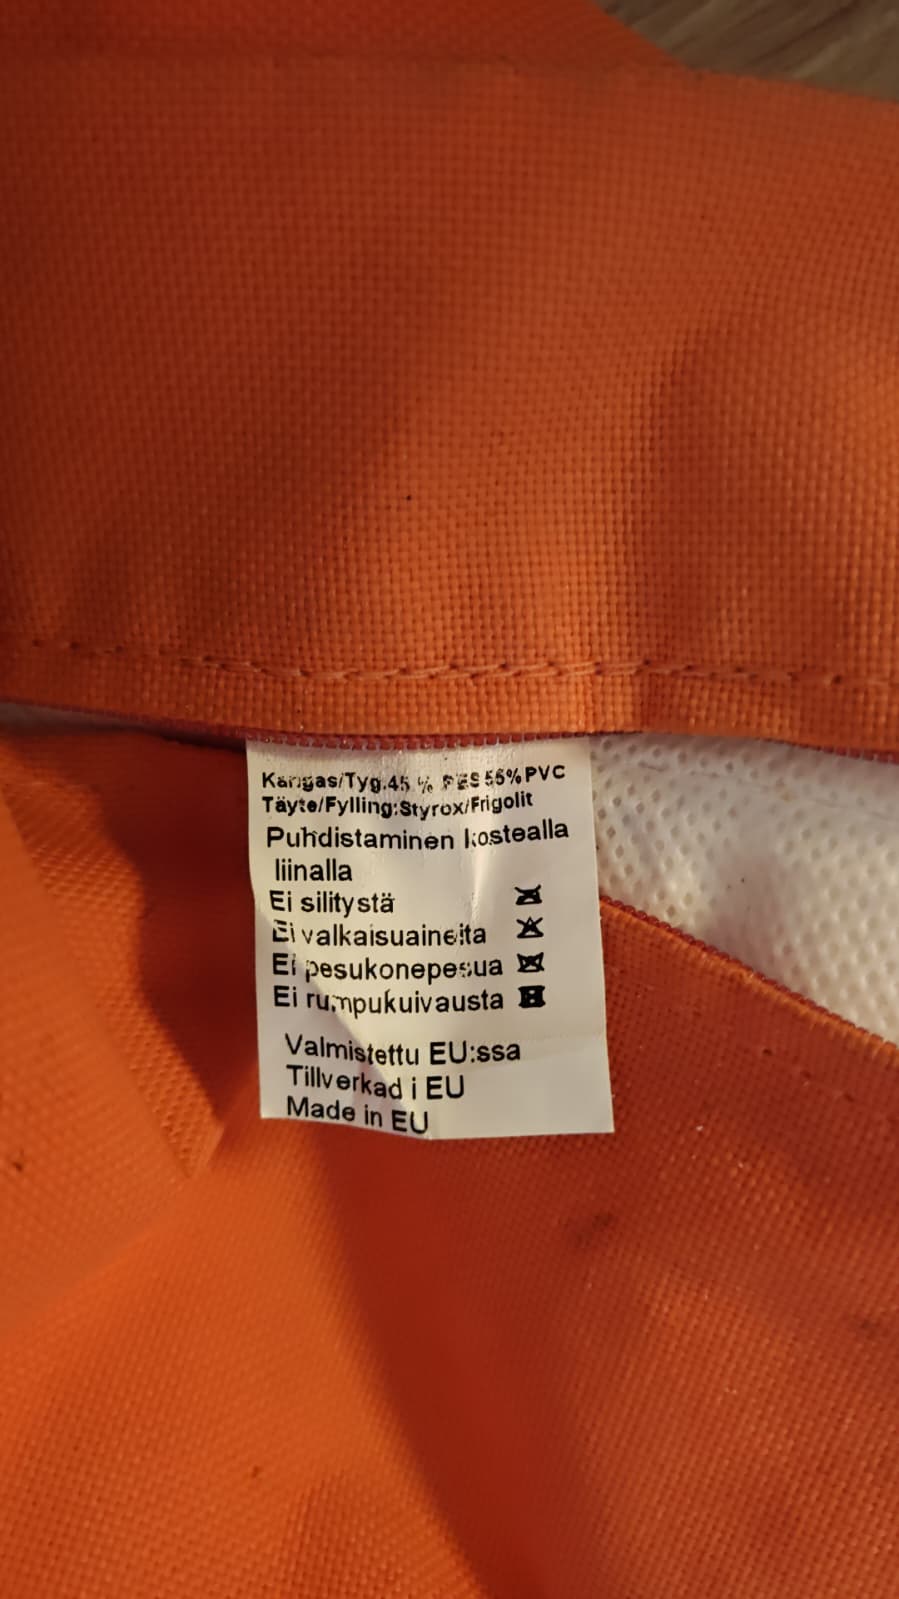 Kangas/Tyg.45 % PES 55% PVC
Täyte/Fylling:Styrox/Frigolit
Puhdistaminen kostealla
liinalla
Ei silitystä
Ei valkaisuaineita
Ei pesukonepesua
Ei rumpukuivausta
Valmistettu EU:ssa
Tillverkad i EU
Made in EU